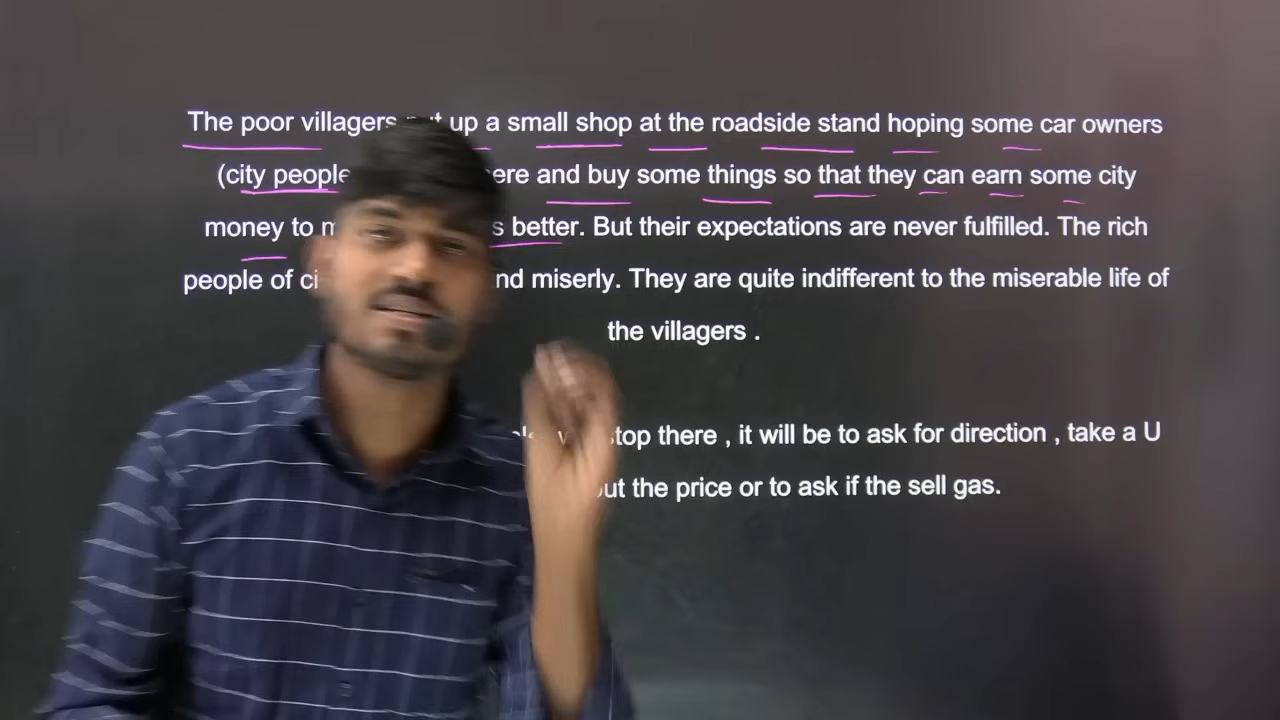 The poor villagers put up a small shop at the roadside stand hoping some car owners
(city people and buy some things so that they can earn some city
money to better. But their expectations are never fulfilled. The rich
people of miserly. They are quite indifferent to the miserable life of
the villagers .
stop there , it will be to ask for direction , take a U
the price or to ask if the sell gas.